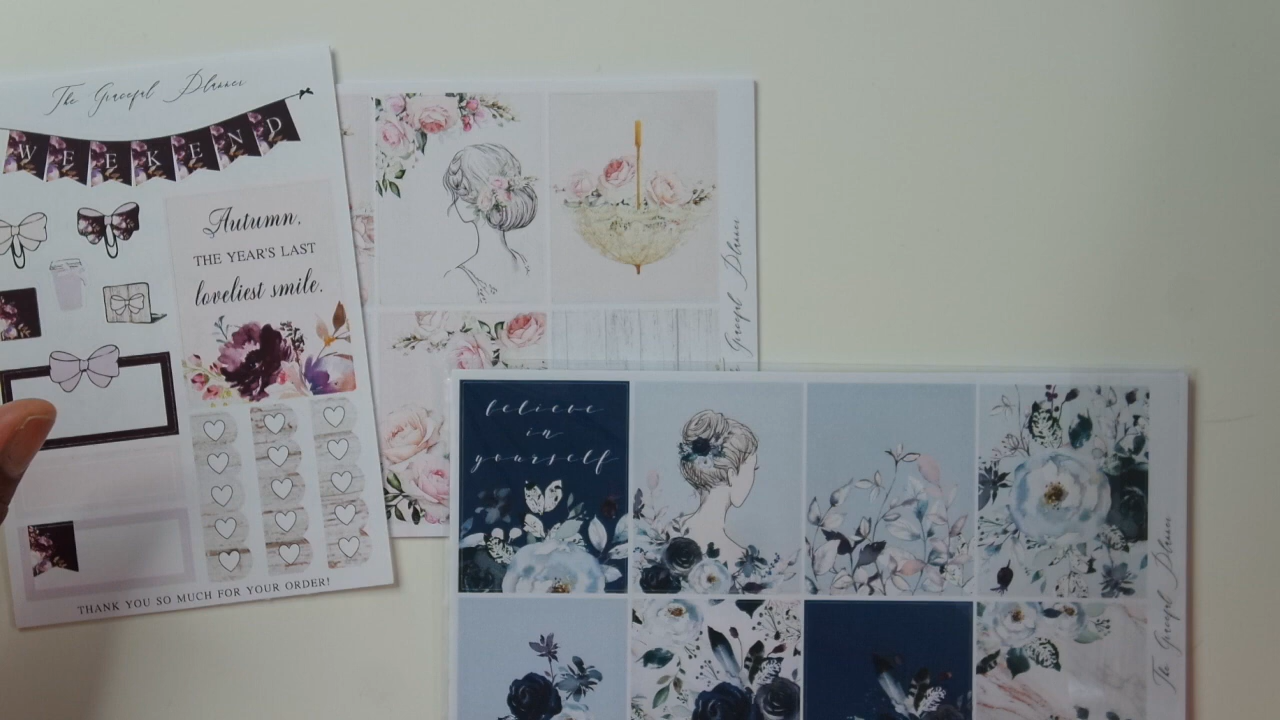 The Graceful Planner
WEEKEND
Autumn,
THE YEAR'S LAST
loveliest smile.
THANK YOU SO MUCH FOR YOUR ORDER!
Graceful Planner
believe
in
yourself
The Graceful Planner